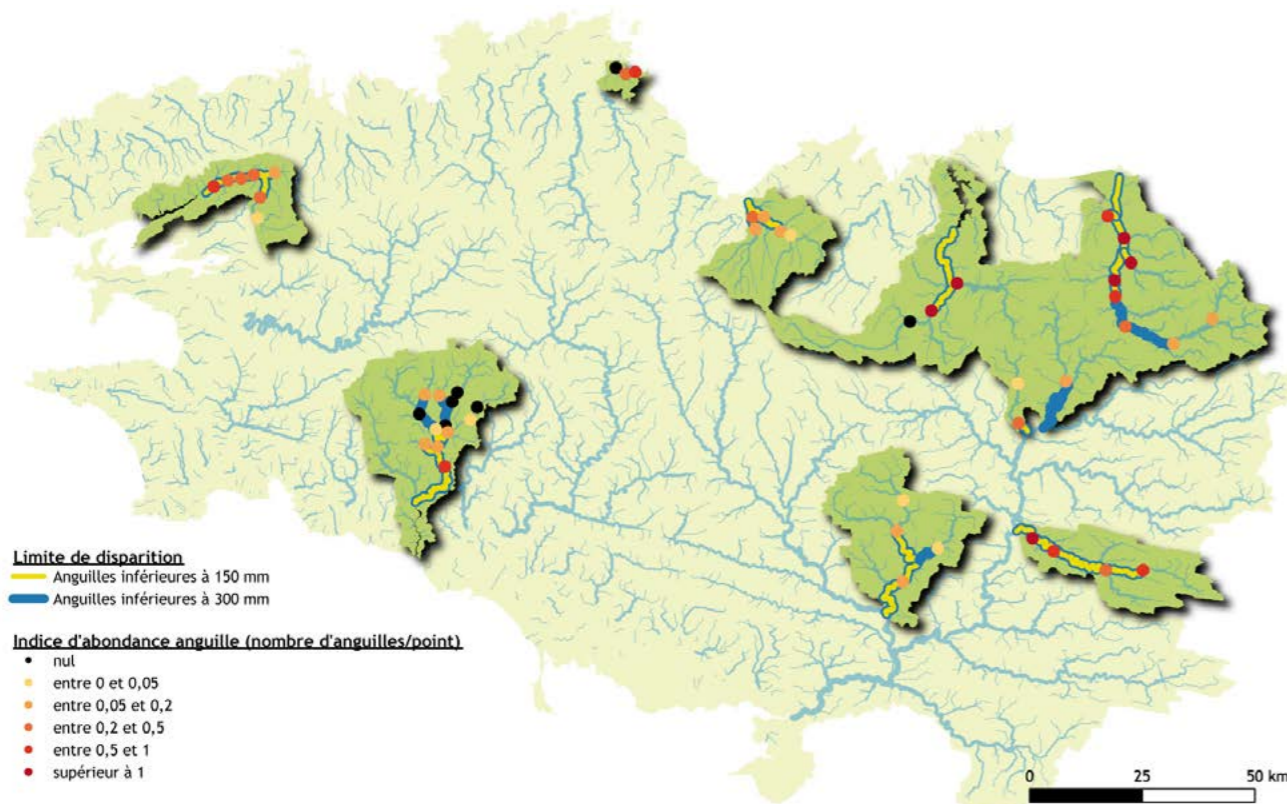 Limite de disparition
Anguilles inférieures à 150 mm
Anguilles inférieures à 300 mm
Indice d'abondance anguille (nombre d'anguilles/point)
nul
entre 0 et 0,05
entre 0,05 et 0,2
entre 0,2 et 0,5
entre 0,5 et 1
supérieur à 1
0 25 50 km